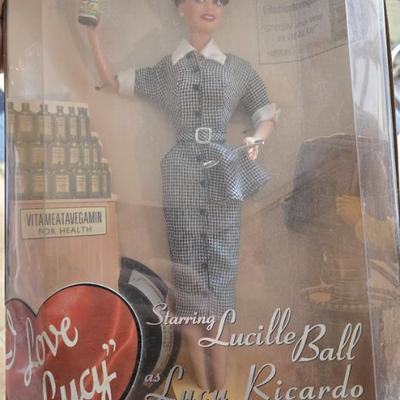 VITAMEATAVEGAMIN
FOR HEALTH
"I
Love
Lucy"
Starring Lucille Ball
as Lucy Ricardo